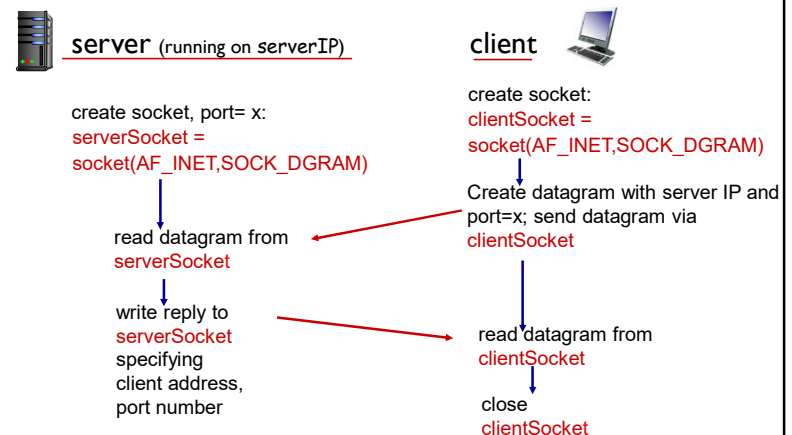 server (running on serverIP)
create socket, port= x:
serverSocket =
socket(AF_INET,SOCK_DGRAM)
read datagram from
serverSocket
write reply to
serverSocket
specifying
client address,
port number
client
create socket:
clientSocket =
socket(AF_INET,SOCK_DGRAM)
Create datagram with server IP and
port=x; send datagram via
clientSocket
read datagram from
clientSocket
close
clientSocket